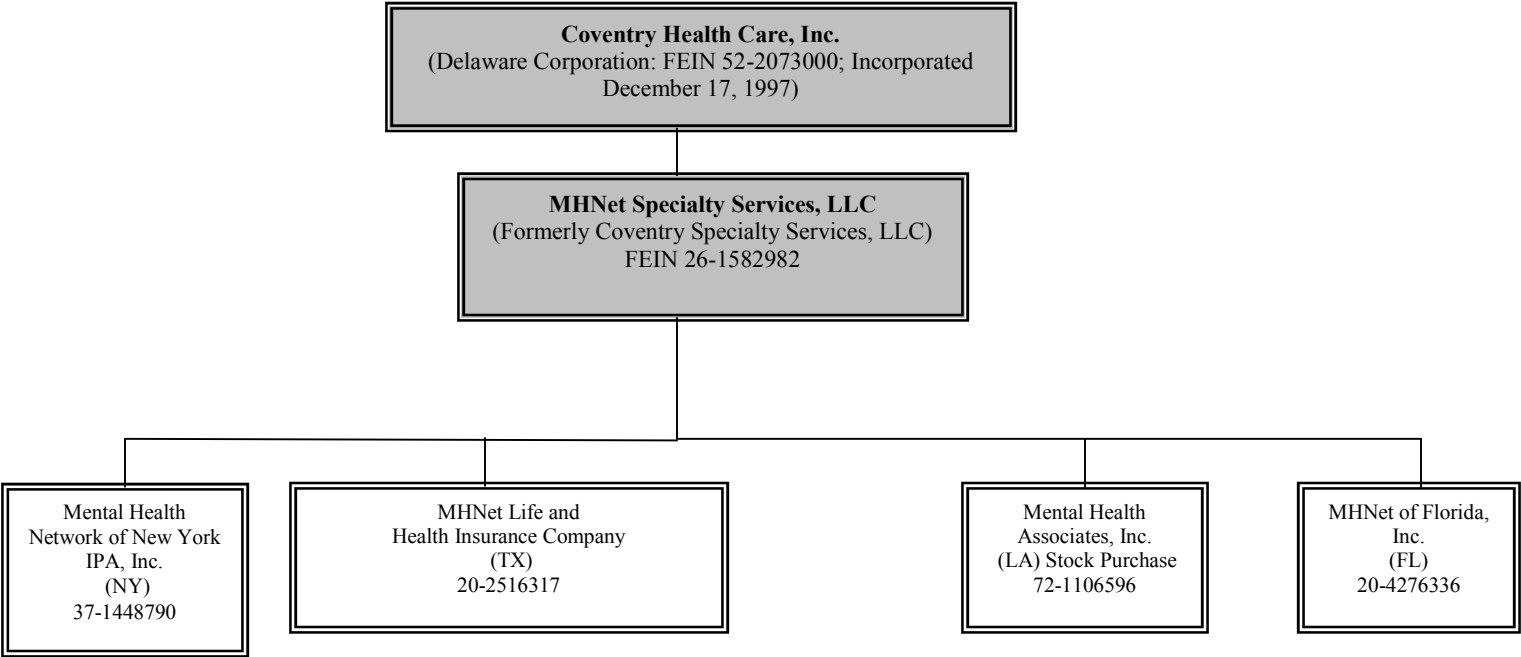 Coventry Health Care, Inc.
(Delaware Corporation: FEIN 52-2073000; Incorporated
December 17, 1997)
MHNet Specialty Services, LLC
(Formerly Coventry Specialty Services, LLC)
FEIN 26-1582982
Mental Health
Network of New York
IPA, Inc.
(NY)
37-1448790
MHNet Life and
Health Insurance Company
(TX)
20-2516317
Mental Health
Associates, Inc.
(LA) Stock Purchase
72-1106596
MHNet of Florida,
Inc.
(FL)
20-4276336